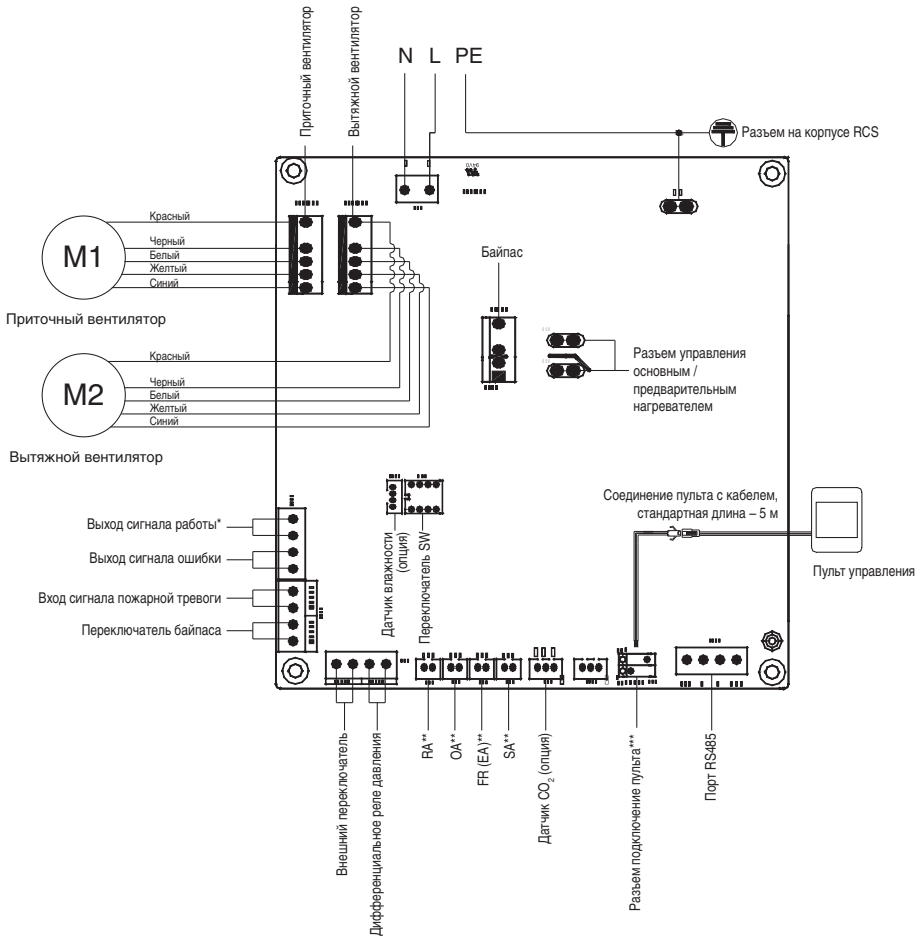 Приточный вентилятор
Вытяжной вентилятор
N L PE
Разъем на корпусе RCS
Красный
Черный
Белый
Желтый
Синий
M1
Приточный вентилятор
Байпас
Разъем управления
основным /
предварительным
нагревателем
Красный
Черный
Белый
Желтый
Синий
M2
Вытяжной вентилятор
Соединение пульта с кабелем,
стандартная длина – 5 м
Пульт управления
Выход сигнала работы*
Выход сигнала ошибки
Вход сигнала пожарной тревоги
Переключатель байпаса
Датчик влажности
(опция)
Переключатель SW
Внешний переключатель
Дифференциальное реле давления
RA**
OA**
FR (EA)**
SA**
Датчик CO₂ (опция)
Разъем подключение пульта***
Порт RS485